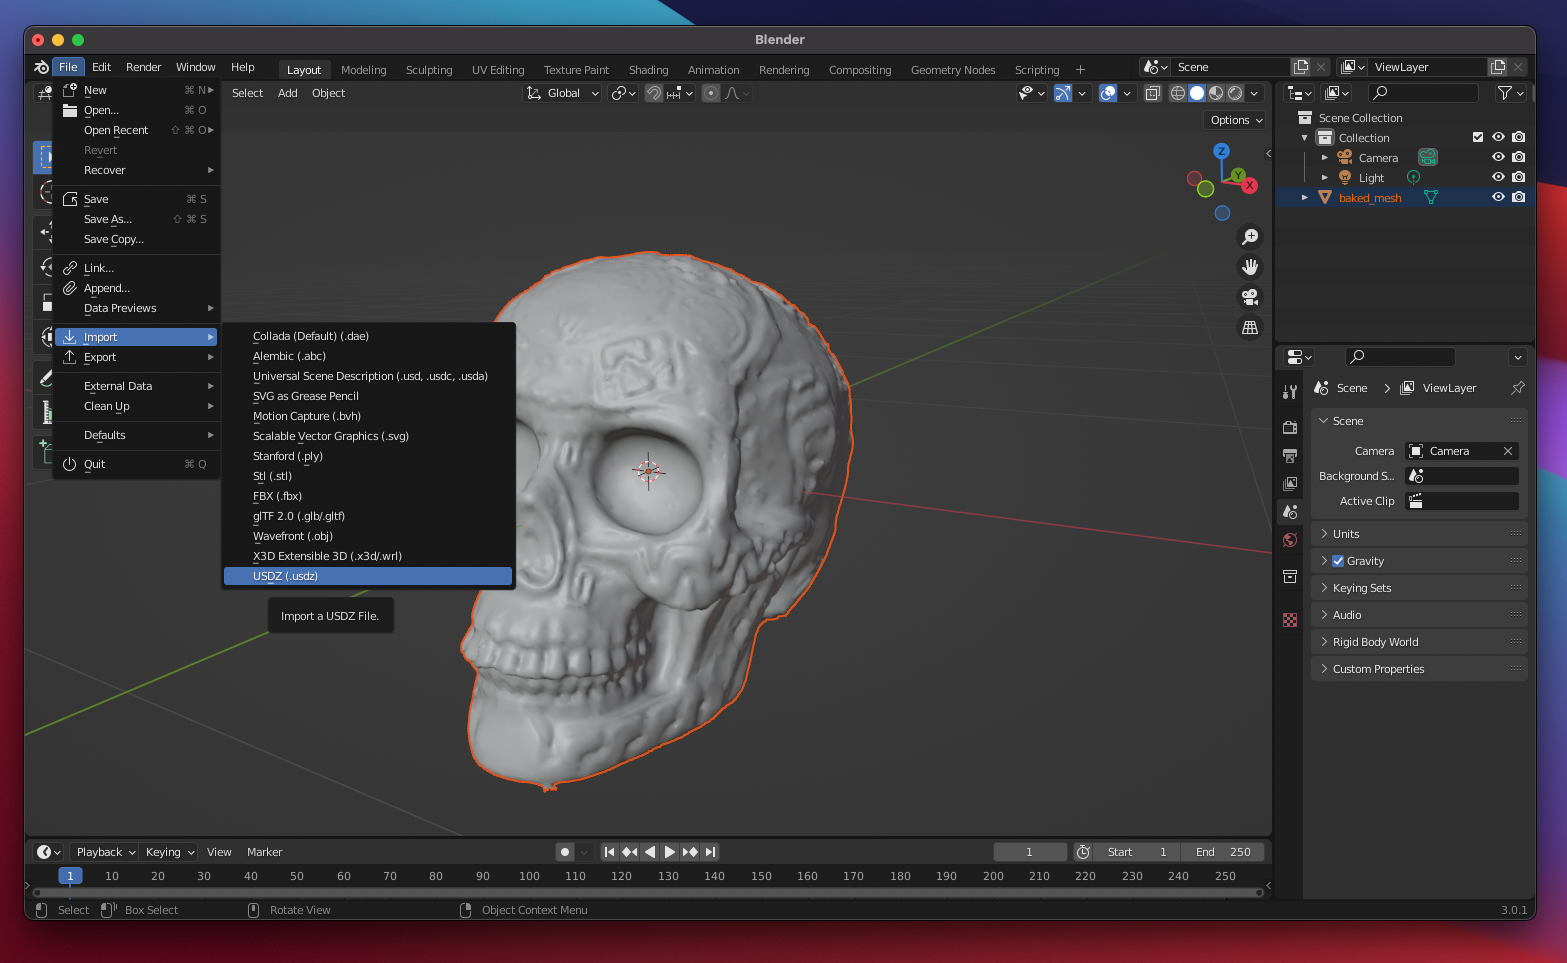 Blender
File Edit Render Window Help Layout Modeling Sculpting UV Editing Texture Paint Shading Animation Rendering Compositing Geometry Nodes Scripting + Scene ViewLayer
Select Add Object Global
Options
New ⌘ N
Open... ⌘ O
Open Recent ⇧ ⌘ O
Revert
Recover
Save ⌘ S
Save As... ⇧ ⌘ S
Save Copy...
Link...
Append...
Data Previews
Import
Export
External Data
Clean Up
Defaults
Quit ⌘ Q
Collada (Default) (.dae)
Alembic (.abc)
Universal Scene Description (.usd, .usdc, .usda)
SVG as Grease Pencil
Motion Capture (.bvh)
Scalable Vector Graphics (.svg)
Stanford (.ply)
Stl (.stl)
FBX (.fbx)
glTF 2.0 (.glb/.gltf)
Wavefront (.obj)
X3D Extensible 3D (.x3d/.wrl)
USDZ (.usdz)
Import a USDZ File.
Z
Y
X
Scene Collection
Collection
Camera
Light
baked_mesh
Scene ViewLayer
Scene
Camera Camera
Background S...
Active Clip
Units
Gravity
Keying Sets
Audio
Rigid Body World
Custom Properties
Playback Keying View Marker 1 Start 1 End 250
1 10 20 30 40 50 60 70 80 90 100 110 120 130 140 150 160 170 180 190 200 210 220 230 240 250
Select Box Select Rotate View Object Context Menu 3.0.1